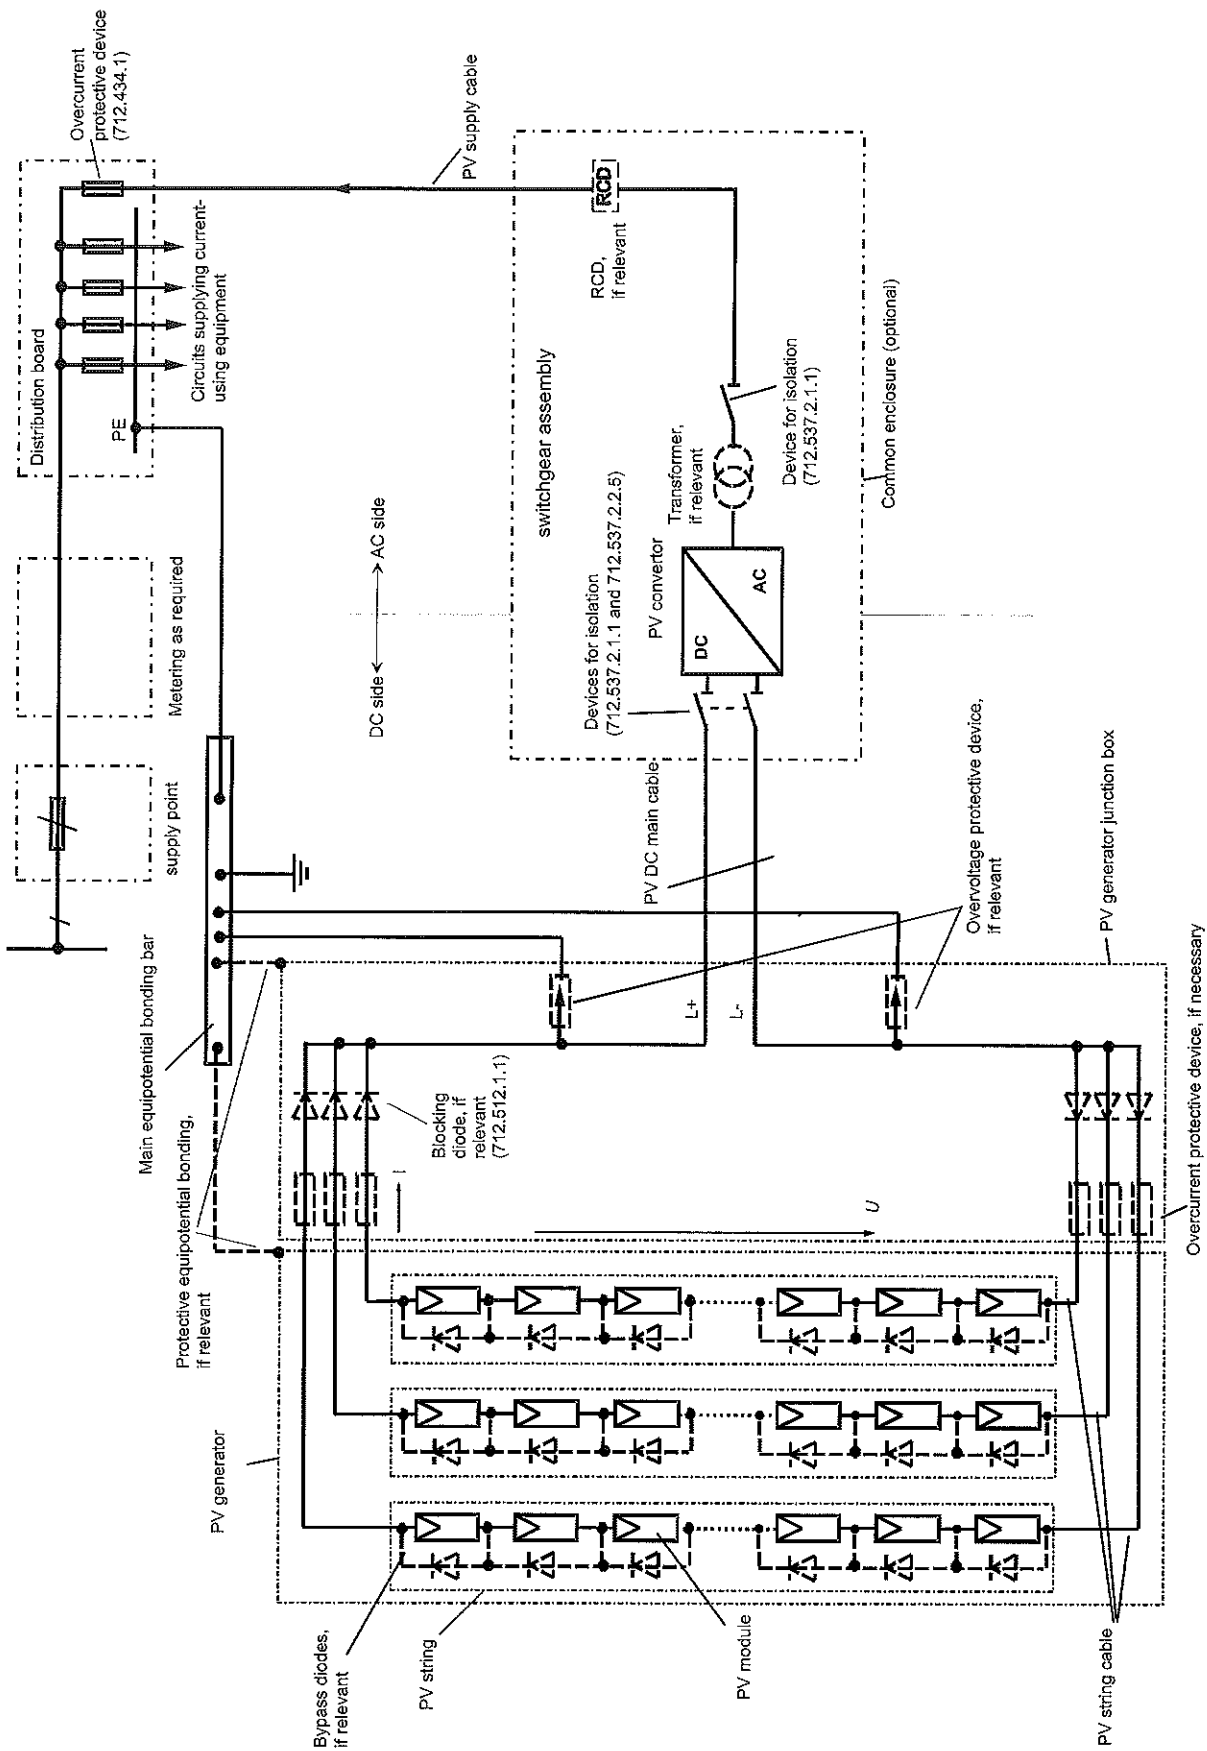 Overcurrent
protective device
(712.434.1)
Distribution board
PE
Circuits supplying current-
using equipment
PV supply cable
Metering as required
supply point
AC side
DC side
switchgear assembly
RCD
RCD,
if relevant
Transformer,
if relevant
Device for isolation
(712.537.2.1.1)
Common enclosure (optional)
Devices for isolation
(712.537.2.1.1 and 712.537.2.2.5)
PV convertor
DC
AC
Main equipotential bonding bar
PV DC main cable
Overvoltage protective device,
if relevant
PV generator junction box
L+
L-
Protective equipotential bonding,
if relevant
Blocking
diode, if
relevant
(712.512.1.1)
I
U
Overcurrent protective device, if necessary
PV generator
Bypass diodes,
if relevant
PV string
PV module
PV string cable